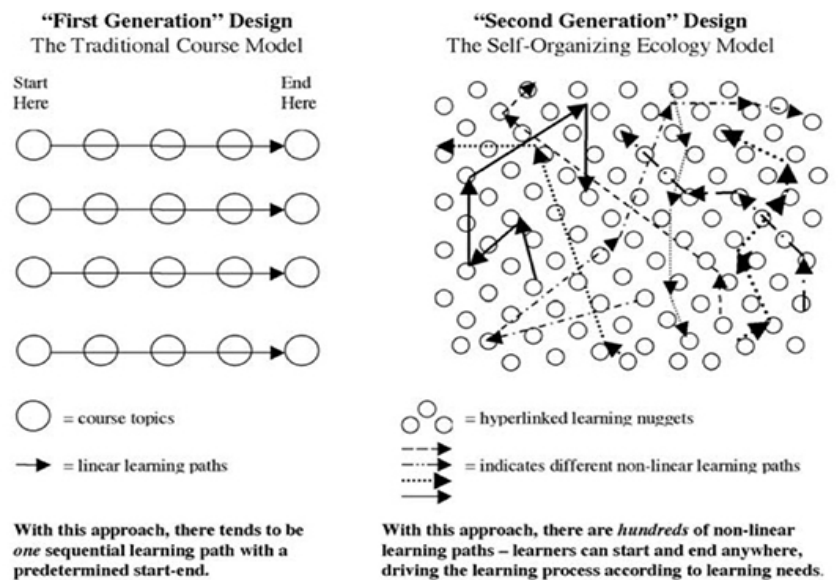 “First Generation” Design
The Traditional Course Model
Start
Here
End
Here
= course topics
= linear learning paths
With this approach, there tends to be
one sequential learning path with a
predetermined start-end.
“Second Generation” Design
The Self-Organizing Ecology Model
= hyperlinked learning nuggets
= indicates different non-linear learning paths
With this approach, there are hundreds of non-linear
learning paths – learners can start and end anywhere,
driving the learning process according to learning needs.